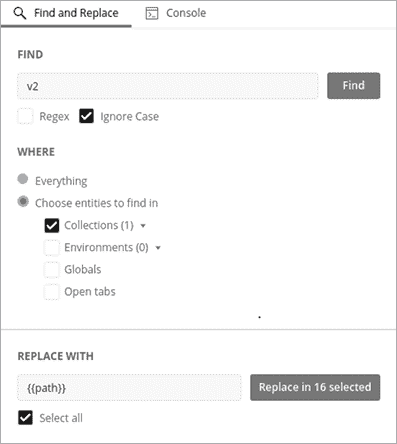 Find and Replace Console
FIND
v2 Find
Regex Ignore Case
WHERE
Everything
Choose entities to find in
Collections (1)
Environments (0)
Globals
Open tabs
REPLACE WITH
{{path}} Replace in 16 selected
Select all